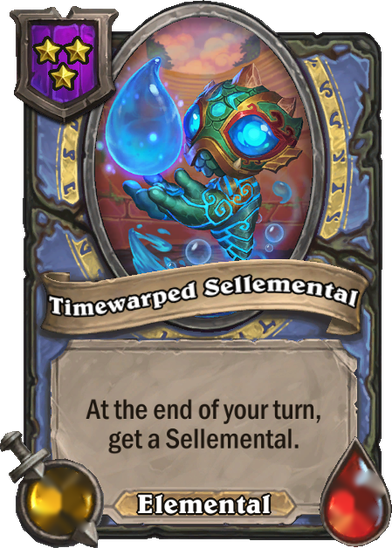 Timewarped Sellemental
At the end of your turn,
get a Sellemental.
Elemental